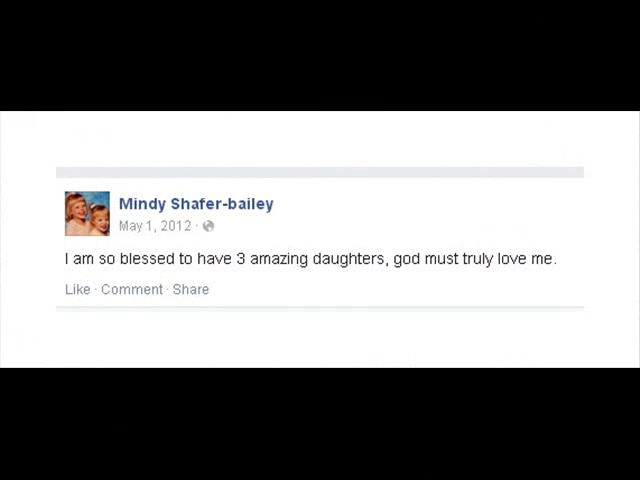 Mindy Shafer-bailey
May 1, 2012 ·
I am so blessed to have 3 amazing daughters, god must truly love me.
Like · Comment · Share